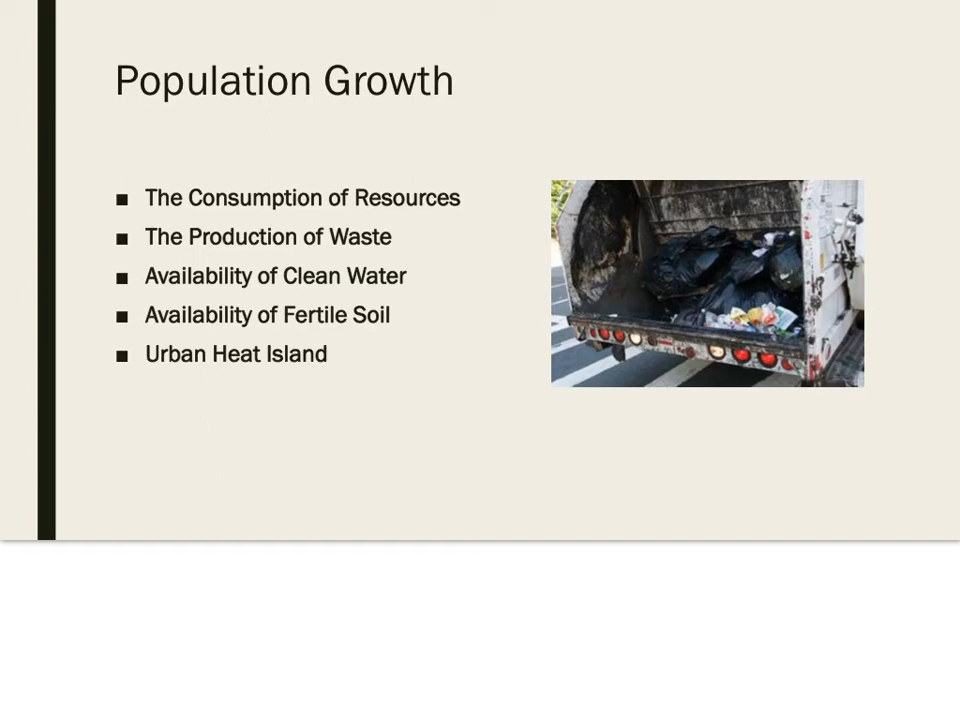 Population Growth
■ The Consumption of Resources
■ The Production of Waste
■ Availability of Clean Water
■ Availability of Fertile Soil
■ Urban Heat Island